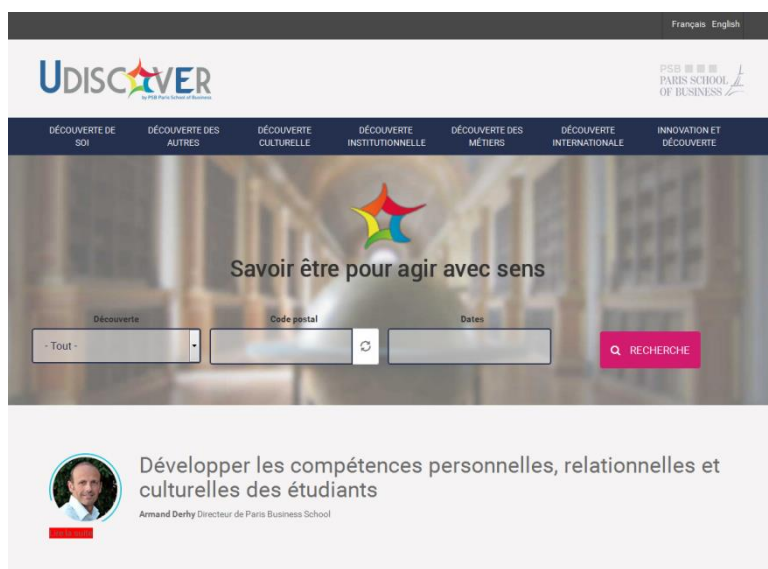 Français English
UDISCOVER
by PSB Paris School of Business
PSB
PARIS SCHOOL
OF BUSINESS
DÉCOUVERTE DE
SOI
DÉCOUVERTE DES
AUTRES
DÉCOUVERTE
CULTURELLE
DÉCOUVERTE
INSTITUTIONNELLE
DÉCOUVERTE DES
MÉTIERS
DÉCOUVERTE
INTERNATIONALE
INNOVATION ET
DÉCOUVERTE
Savoir être pour agir avec sens
Découverte
Code postal
Dates
- Tout -
RECHERCHE
Développer les compétences personnelles, relationnelles et
culturelles des étudiants
Armand Derhy Directeur de Paris Business School
Lire la suite